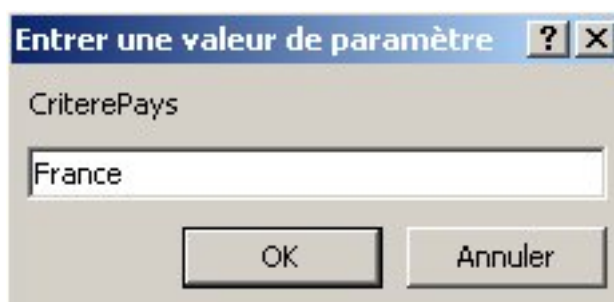 Entrer une valeur de paramètre ? X
CriterePays
France
OK Annuler